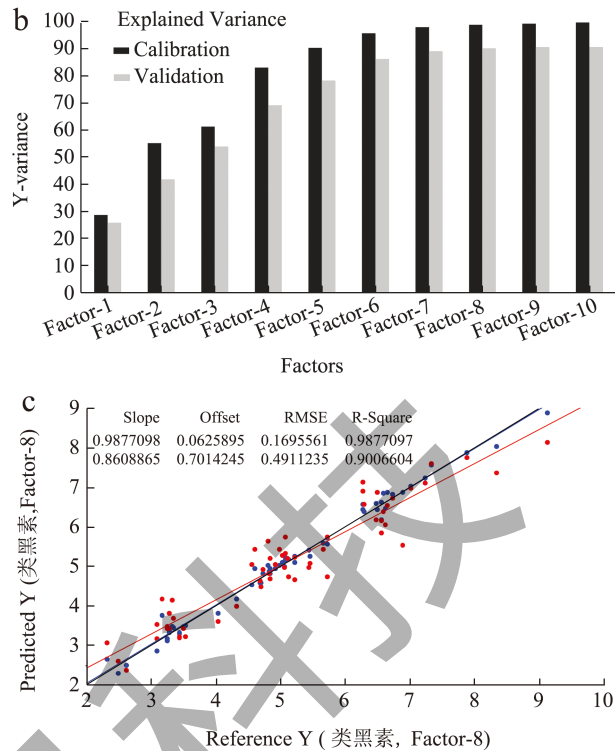 b
Explained Variance
Calibration
Validation
100
90
80
70
60
50
40
30
20
10
0
Y-variance
Factor-1 Factor-2 Factor-3 Factor-4 Factor-5 Factor-6 Factor-7 Factor-8 Factor-9 Factor-10
Factors
c
Slope Offset RMSE R-Square
0.9877098 0.0625895 0.1695561 0.9877097
0.8608865 0.7014245 0.4911235 0.9006604
9
8
7
6
5
4
3
2
Predicted Y (类黑素,Factor-8)
2 3 4 5 6 7 8 9 10
Reference Y ( 类黑素, Factor-8)
科技